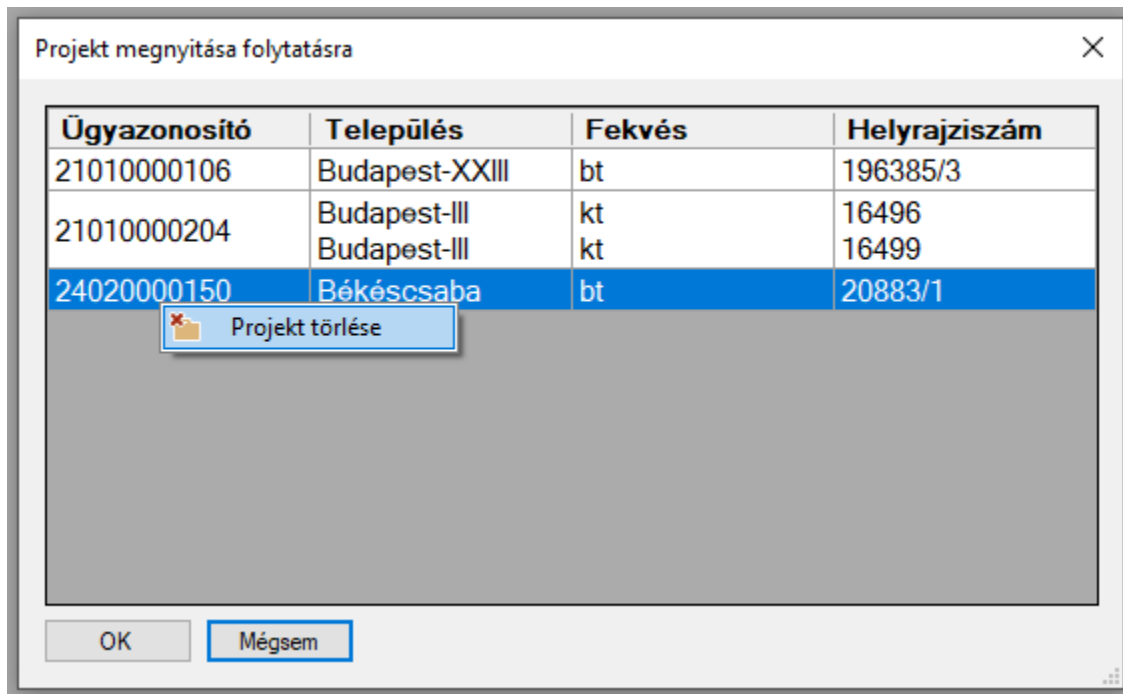 Projekt megnyitása folytatásra
Ügyazonosító Település Fekvés Helyrajziszám
21010000106 Budapest-XXIII bt 196385/3
21010000204 Budapest-III kt 16496
Budapest-III kt 16499
24020000150 Békéscsaba bt 20883/1
Projekt törlése
OK Mégsem